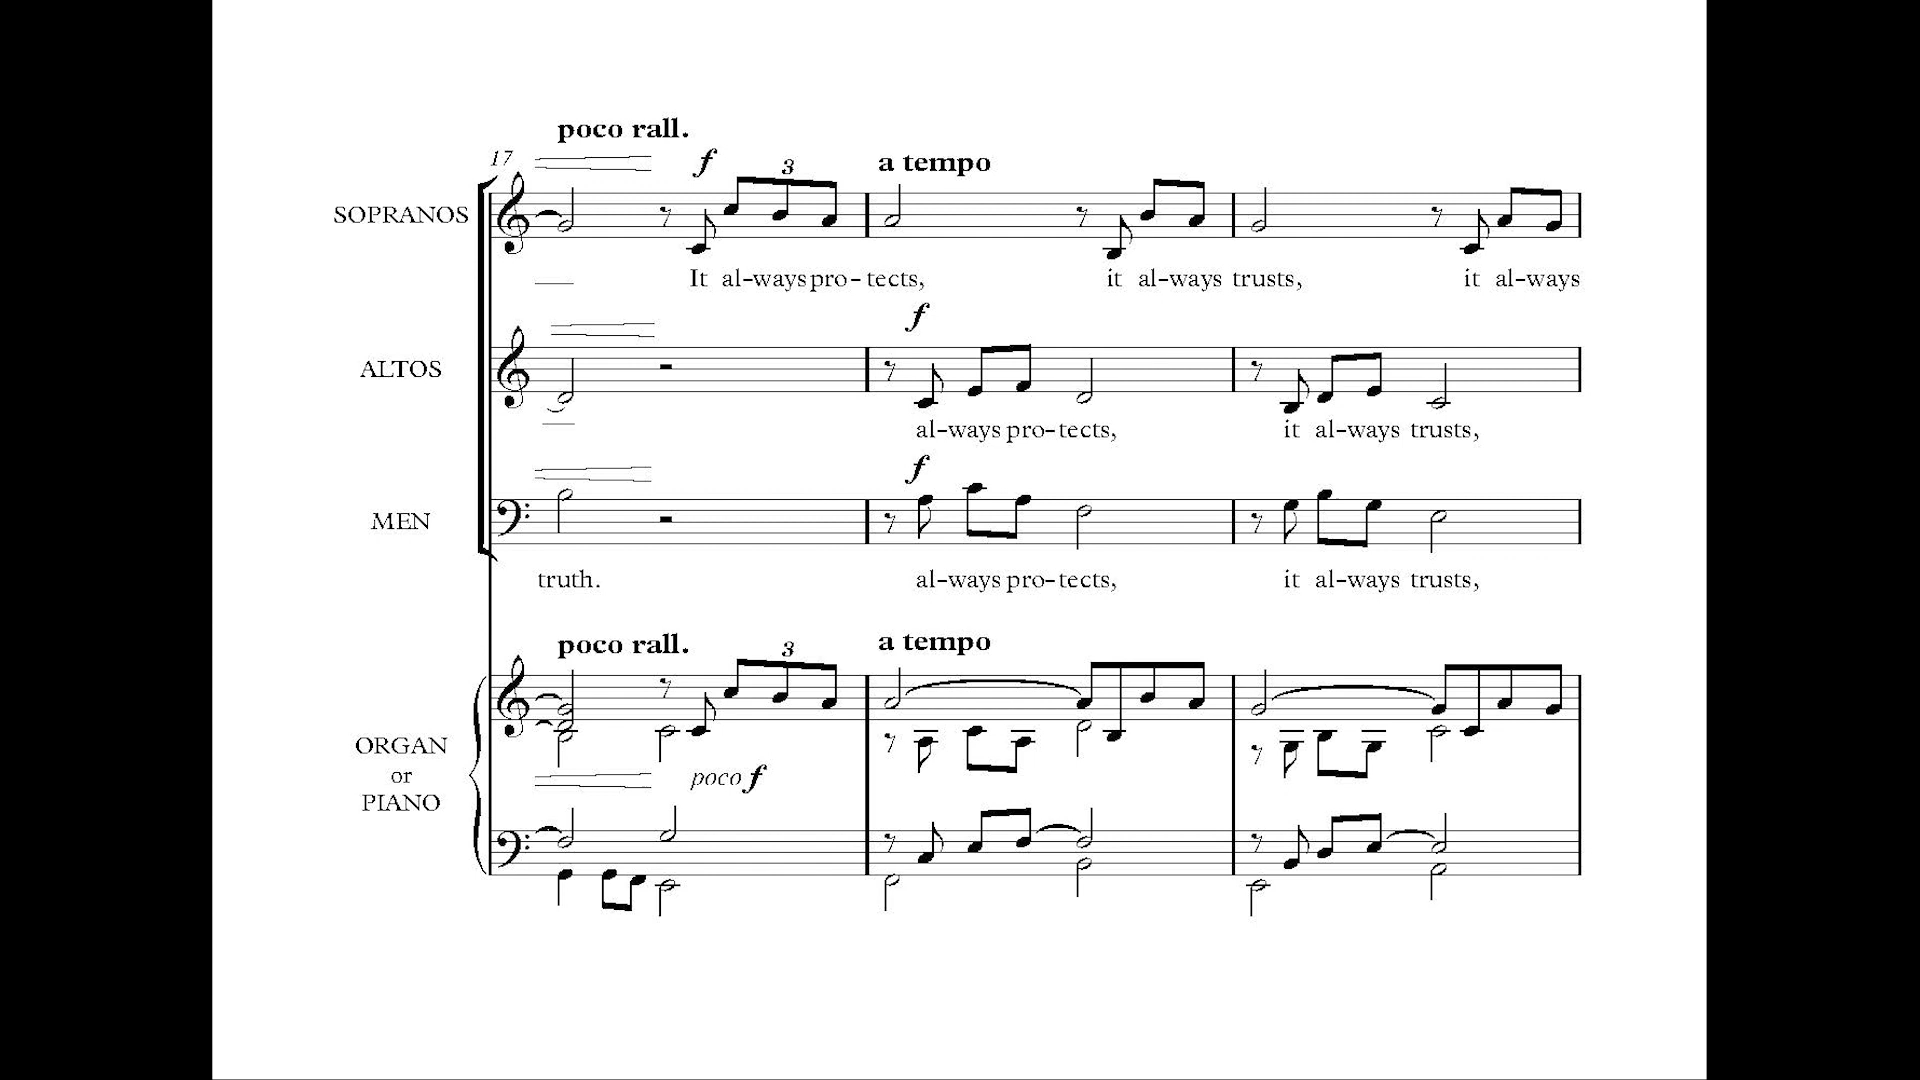 poco rall.
17 f 3 a tempo
SOPRANOS
It al-ways pro-tects, it al-ways trusts, it al-ways
f
ALTOS
al-ways pro-tects, it al-ways trusts,
f
MEN
truth. al-ways pro-tects, it al-ways trusts,
poco rall. 3 a tempo
ORGAN
or
PIANO
poco f